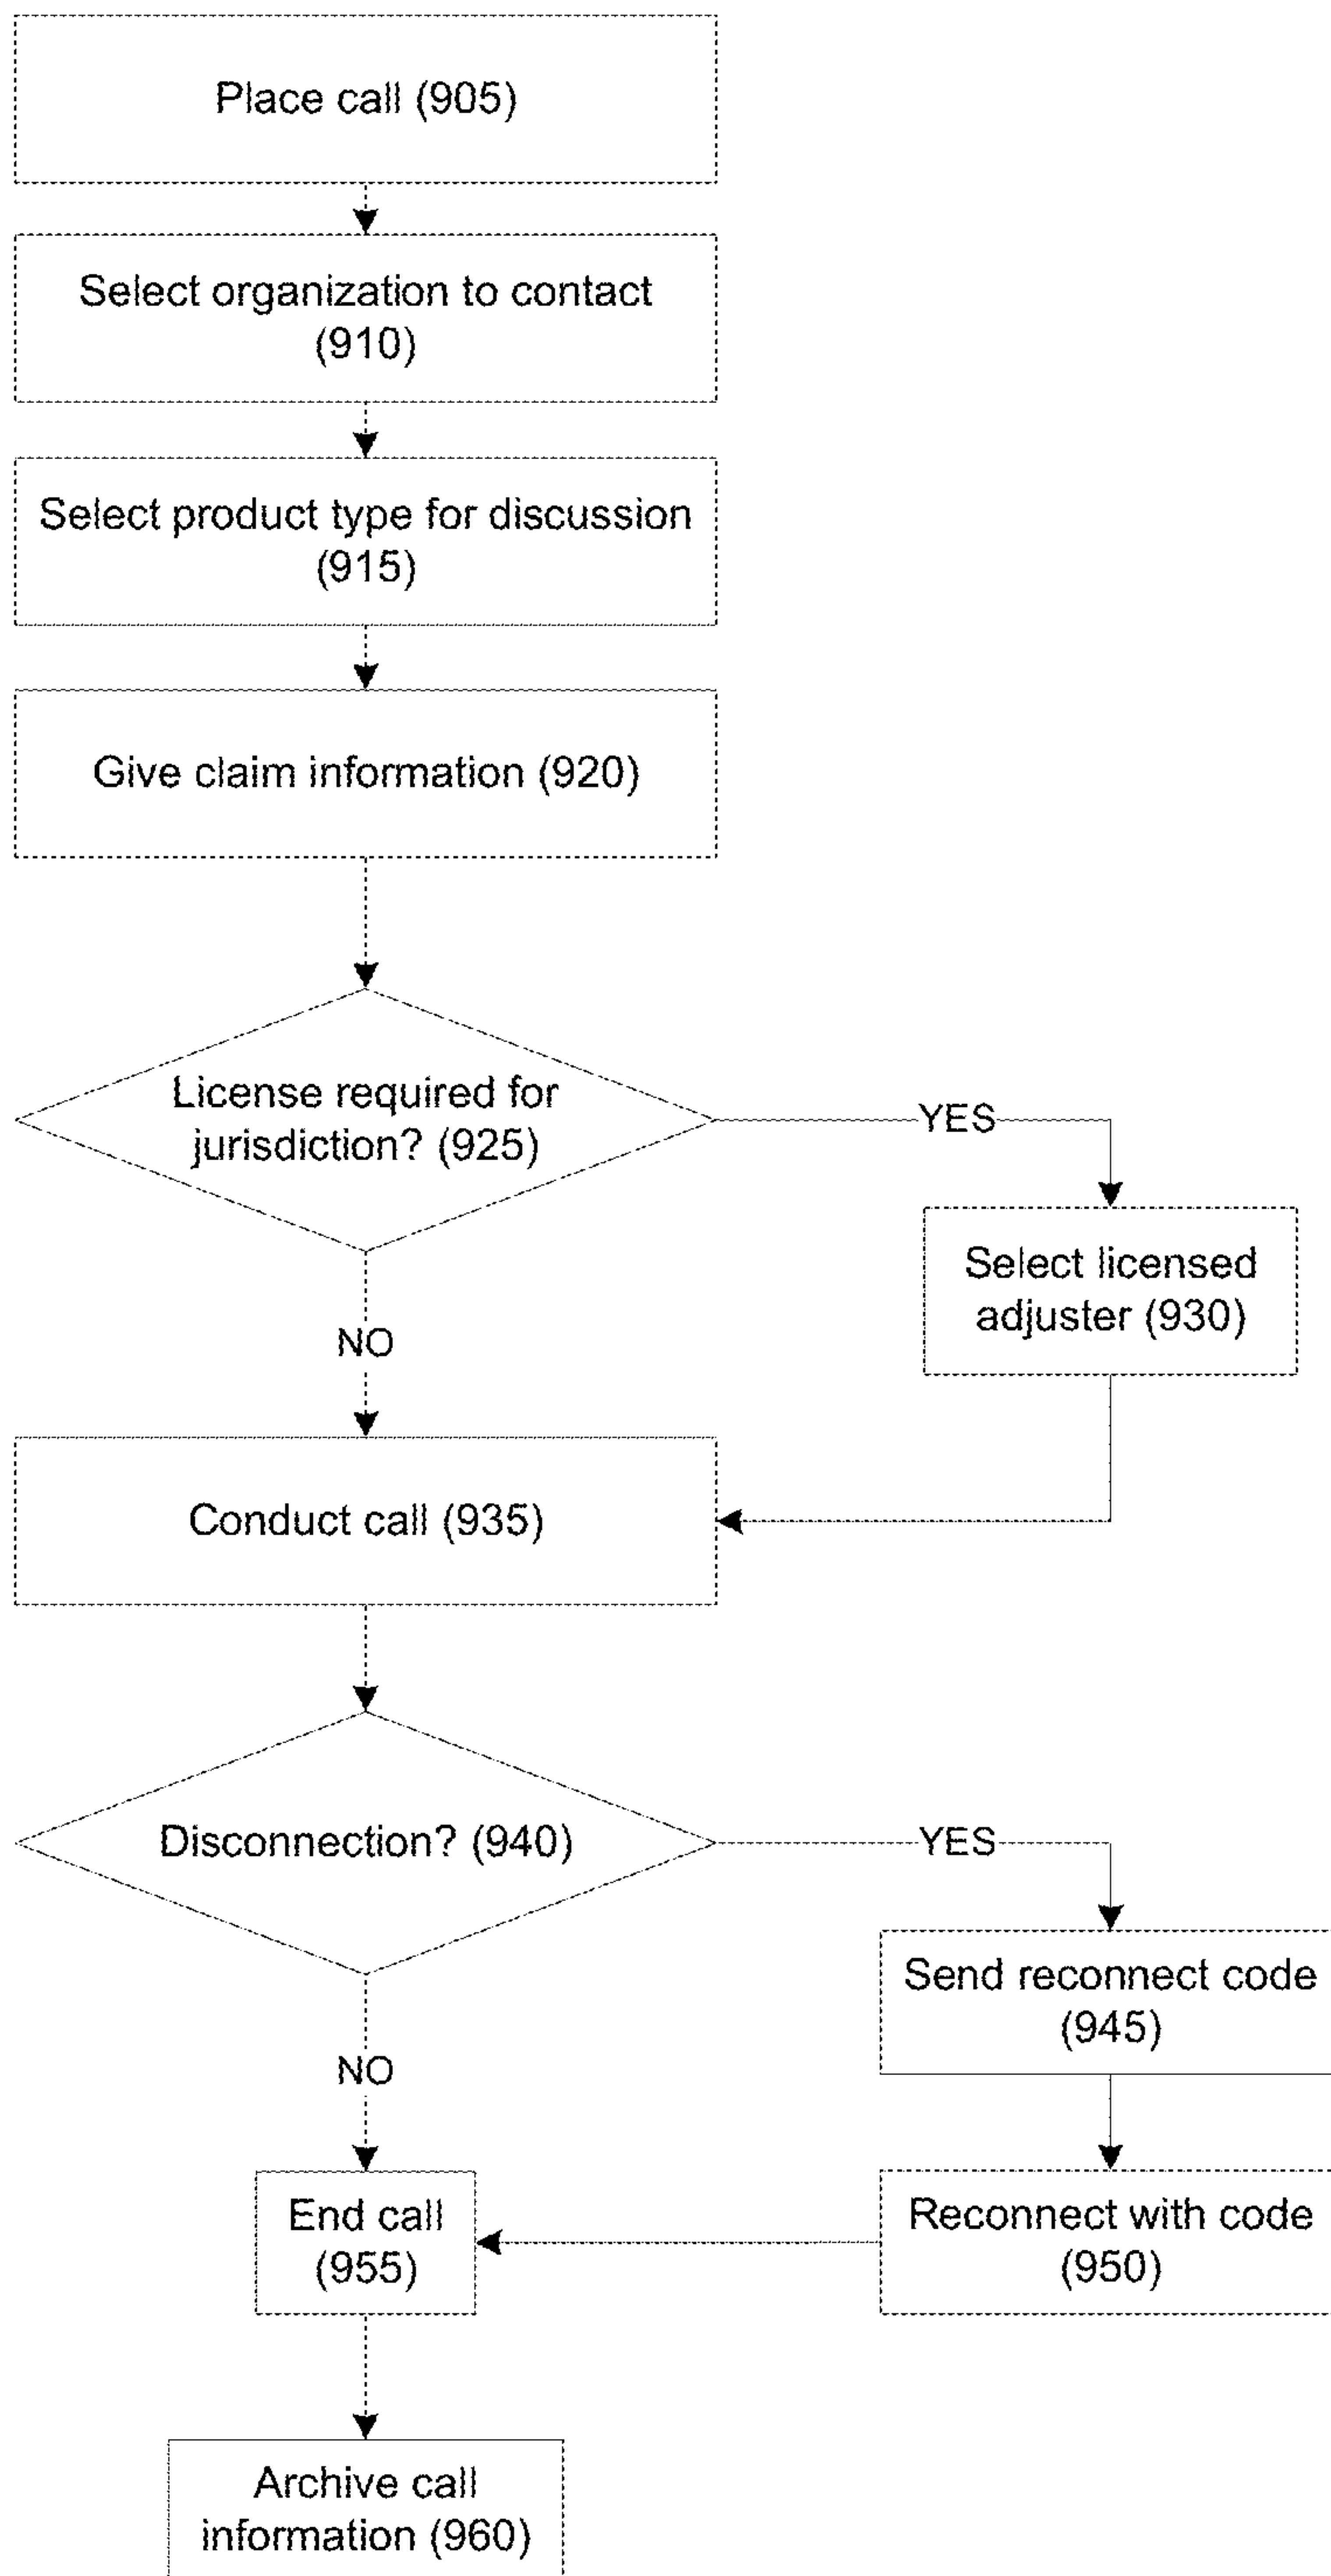 Place call (905)
Select organization to contact
(910)
Select product type for discussion
(915)
Give claim information (920)
License required for
jurisdiction? (925)
YES
Select licensed
adjuster (930)
NO
Conduct call (935)
Disconnection? (940)
YES
Send reconnect code
(945)
NO
End call
(955)
Reconnect with code
(950)
Archive call
information (960)